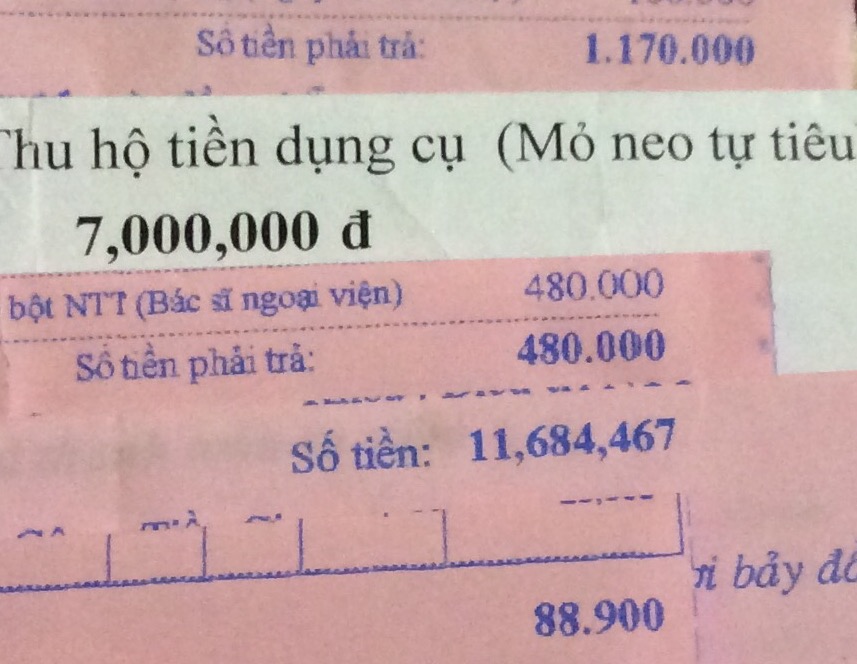 Số tiền phải trả: 1.170.000
Thu hộ tiền dụng cụ (Mỏ neo tự tiêu
7,000,000 đ
bột NTT (Bác sĩ ngoại viện) 480.000
Số tiền phải trả: 480.000
Số tiền: 11,684,467
bảy
88.900